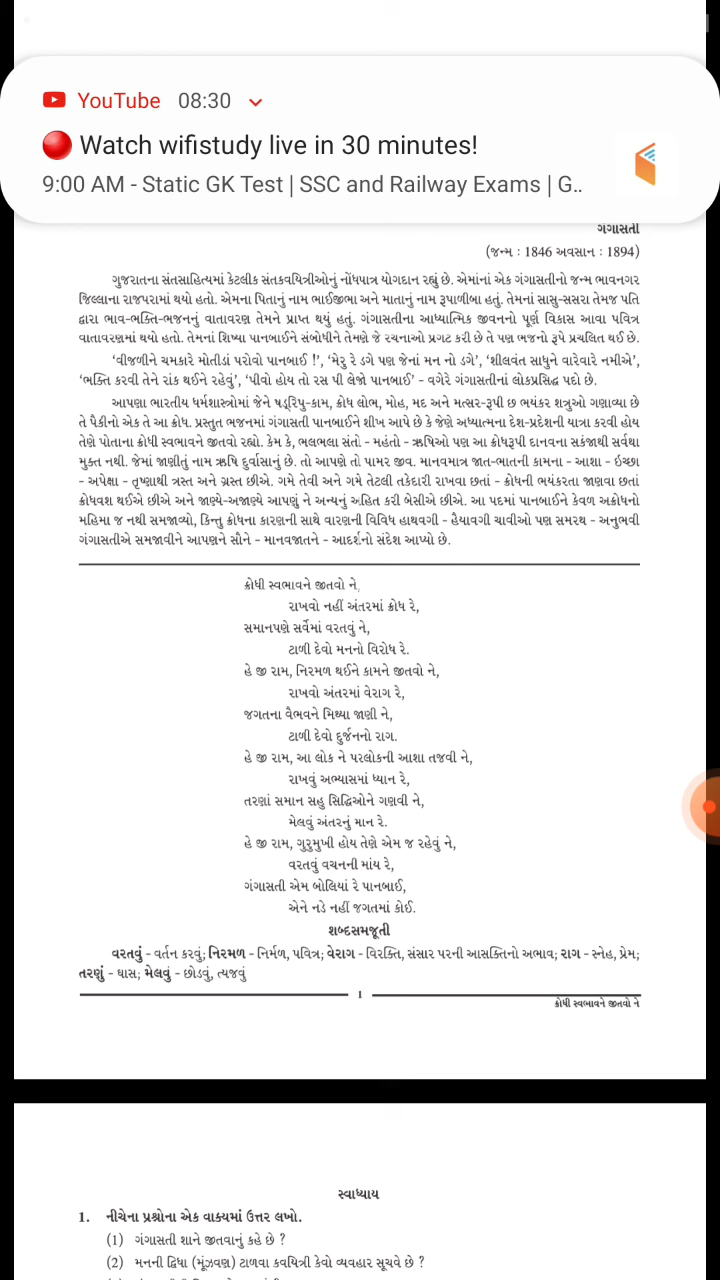 YouTube 08:30
Watch wifistudy live in 30 minutes!
9:00 AM - Static GK Test | SSC and Railway Exams | G..
ગંગાસતી
(જન્મ : 1846 અવસાન : 1894)
ગુજરાતના સંતસાહિત્યમાં કેટલીક સંતકવયિત્રીઓનું નોંધપાત્ર યોગદાન રહ્યું છે. એમાંનાં એક ગંગાસતીનો જન્મ ભાવનગર
જિલ્લાના રાજપરામાં થયો હતો. એમના પિતાનું નામ ભાઈજીભા અને માતાનું નામ રૂપાળીબા હતું. તેમનાં સાસુ-સસરા તેમજ પતિ
દ્વારા ભાવ-ભક્તિ-ભજનનું વાતાવરણ તેમને પ્રાપ્ત થયું હતું. ગંગાસતીના આધ્યાત્મિક જીવનનો પૂર્ણ વિકાસ આવા પવિત્ર
વાતાવરણમાં થયો હતો. તેમનાં શિષ્યા પાનબાઈને સંબોધીને તેમણે જે રચનાઓ પ્રગટ કરી છે તે પણ ભજનો રૂપે પ્રચલિત થઈ છે.
‘વીજળીને ચમકારે મોતીડાં પરોવો પાનબાઈ !’, ‘મેરુ રે ડગે પણ જેનાં મન નો ડગે’, ‘શીલવંત સાધુને વારેવારે નમીએ’,
‘ભક્તિ કરવી તેને રાંક થઈને રહેવું’, ‘પીવો હોય તો રસ પી લેજો પાનબાઈ’ – વગેરે ગંગાસતીનાં લોકપ્રસિદ્ધ પદો છે.
આપણા ભારતીય ધર્મશાસ્ત્રોમાં જેને ષડ્‌રિપુ-કામ, ક્રોધ લોભ, મોહ, મદ અને મત્સર-રૂપી છ ભયંકર શત્રુઓ ગણાવ્યા છે
તે પૈકીનો એક તે આ ક્રોધ. પ્રસ્તુત ભજનમાં ગંગાસતી પાનબાઈને શીખ આપે છે કે જેણે અધ્યાત્મના દેશ-પ્રદેશની યાત્રા કરવી હોય
તેણે પોતાના ક્રોધી સ્વભાવને જીતવો રહ્યો. કેમ કે, ભલભલા સંતો – મહંતો – ઋષિઓ પણ આ ક્રોધરૂપી દાનવના સકંજાથી સર્વથા
મુક્ત નથી. જેમાં જાણીતું નામ ઋષિ દુર્વાસાનું છે. તો આપણે તો પામર જીવ. માનવમાત્ર જાત-ભાતની કામના – આશા – ઇચ્છા
– અપેક્ષા – તૃષ્ણાથી ત્રસ્ત અને ગ્રસ્ત છીએ. ગમે તેવી અને ગમે તેટલી તકેદારી રાખવા છતાં – ક્રોધની ભયંકરતા જાણવા છતાં
ક્રોધવશ થઈએ છીએ અને જાણ્યે-અજાણ્યે આપણું ને અન્યનું અહિત કરી બેસીએ છીએ. આ પદમાં પાનબાઈને કેવળ અક્રોધનો
મહિમા જ નથી સમજાવ્યો, કિન્તુ ક્રોધના કારણની સાથે વારણની વિવિધ હાથવગી – હૈયાવગી ચાવીઓ પણ સમરથ – અનુભવી
ગંગાસતીએ સમજાવીને આપણને સૌને – માનવજાતને – આદર્શનો સંદેશ આપ્યો છે.
ક્રોધી સ્વભાવને જીતવો ને,
રાખવો નહીં અંતરમાં ક્રોધ રે,
સમાનપણે સર્વેમાં વરતવું ને,
ટાળી દેવો મનનો વિરોધ રે.
હે જી રામ, નિરમળ થઈને કામને જીતવો ને,
રાખવો અંતરમાં વેરાગ રે,
જગતના વૈભવને મિથ્યા જાણી ને,
ટાળી દેવો દુર્જનનો રાગ.
હે જી રામ, આ લોક ને પરલોકની આશા તજવી ને,
રાખવું અભ્યાસમાં ધ્યાન રે,
તરણાં સમાન સહુ સિદ્ધિઓને ગણવી ને,
મેલવું અંતરનું માન રે.
હે જી રામ, ગુરુમુખી હોય તેણે એમ જ રહેવું ને,
વરતવું વચનની માંય રે,
ગંગાસતી એમ બોલિયાં રે પાનબાઈ,
એને નડે નહીં જગતમાં કોઈ.
શબ્દસમજૂતી
વરતવું – વર્તન કરવું; નિરમળ – નિર્મળ, પવિત્ર; વેરાગ – વિરક્તિ, સંસાર પરની આસક્તિનો અભાવ; રાગ – સ્નેહ, પ્રેમ;
તરણું – ઘાસ; મેલવું – છોડવું, ત્યજવું
1
ક્રોધી સ્વભાવને જીતવો ને
સ્વાધ્યાય
1. નીચેના પ્રશ્નોના એક વાક્યમાં ઉત્તર લખો.
(1) ગંગાસતી શાને જીતવાનું કહે છે ?
(2) મનની દ્વિધા (મૂંઝવણ) ટાળવા કવયિત્રી કેવો વ્યવહાર સૂચવે છે ?